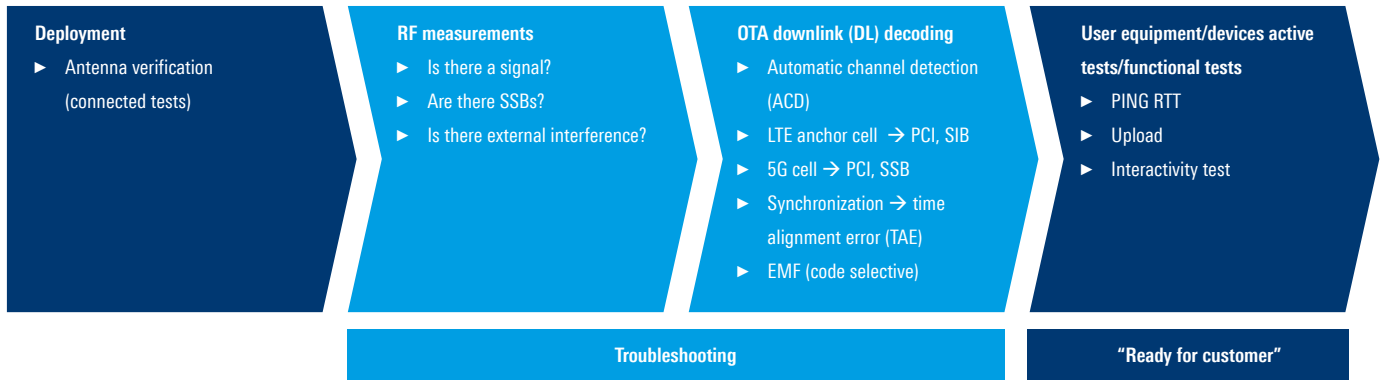 Deployment
► Antenna verification
(connected tests)
RF measurements
► Is there a signal?
► Are there SSBs?
► Is there external interference?
OTA downlink (DL) decoding
► Automatic channel detection
(ACD)
► LTE anchor cell → PCI, SIB
► 5G cell → PCI, SSB
► Synchronization → time
alignment error (TAE)
► EMF (code selective)
User equipment/devices active
tests/functional tests
► PING RTT
► Upload
► Interactivity test
Troubleshooting
“Ready for customer”